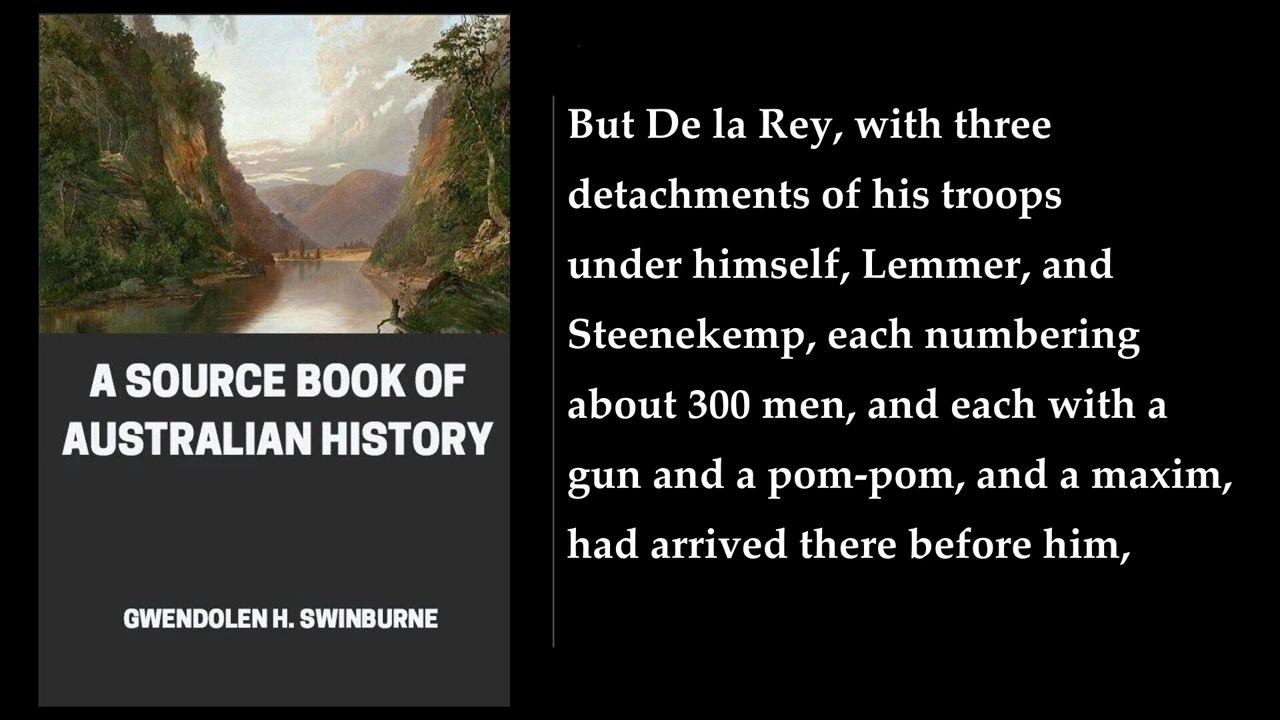 A SOURCE BOOK OF
AUSTRALIAN HISTORY
GWENDOLEN H. SWINBURNE
But De la Rey, with three
detachments of his troops
under himself, Lemmer, and
Steenekemp, each numbering
about 300 men, and each with a
gun and a pom-pom, and a maxim,
had arrived there before him,